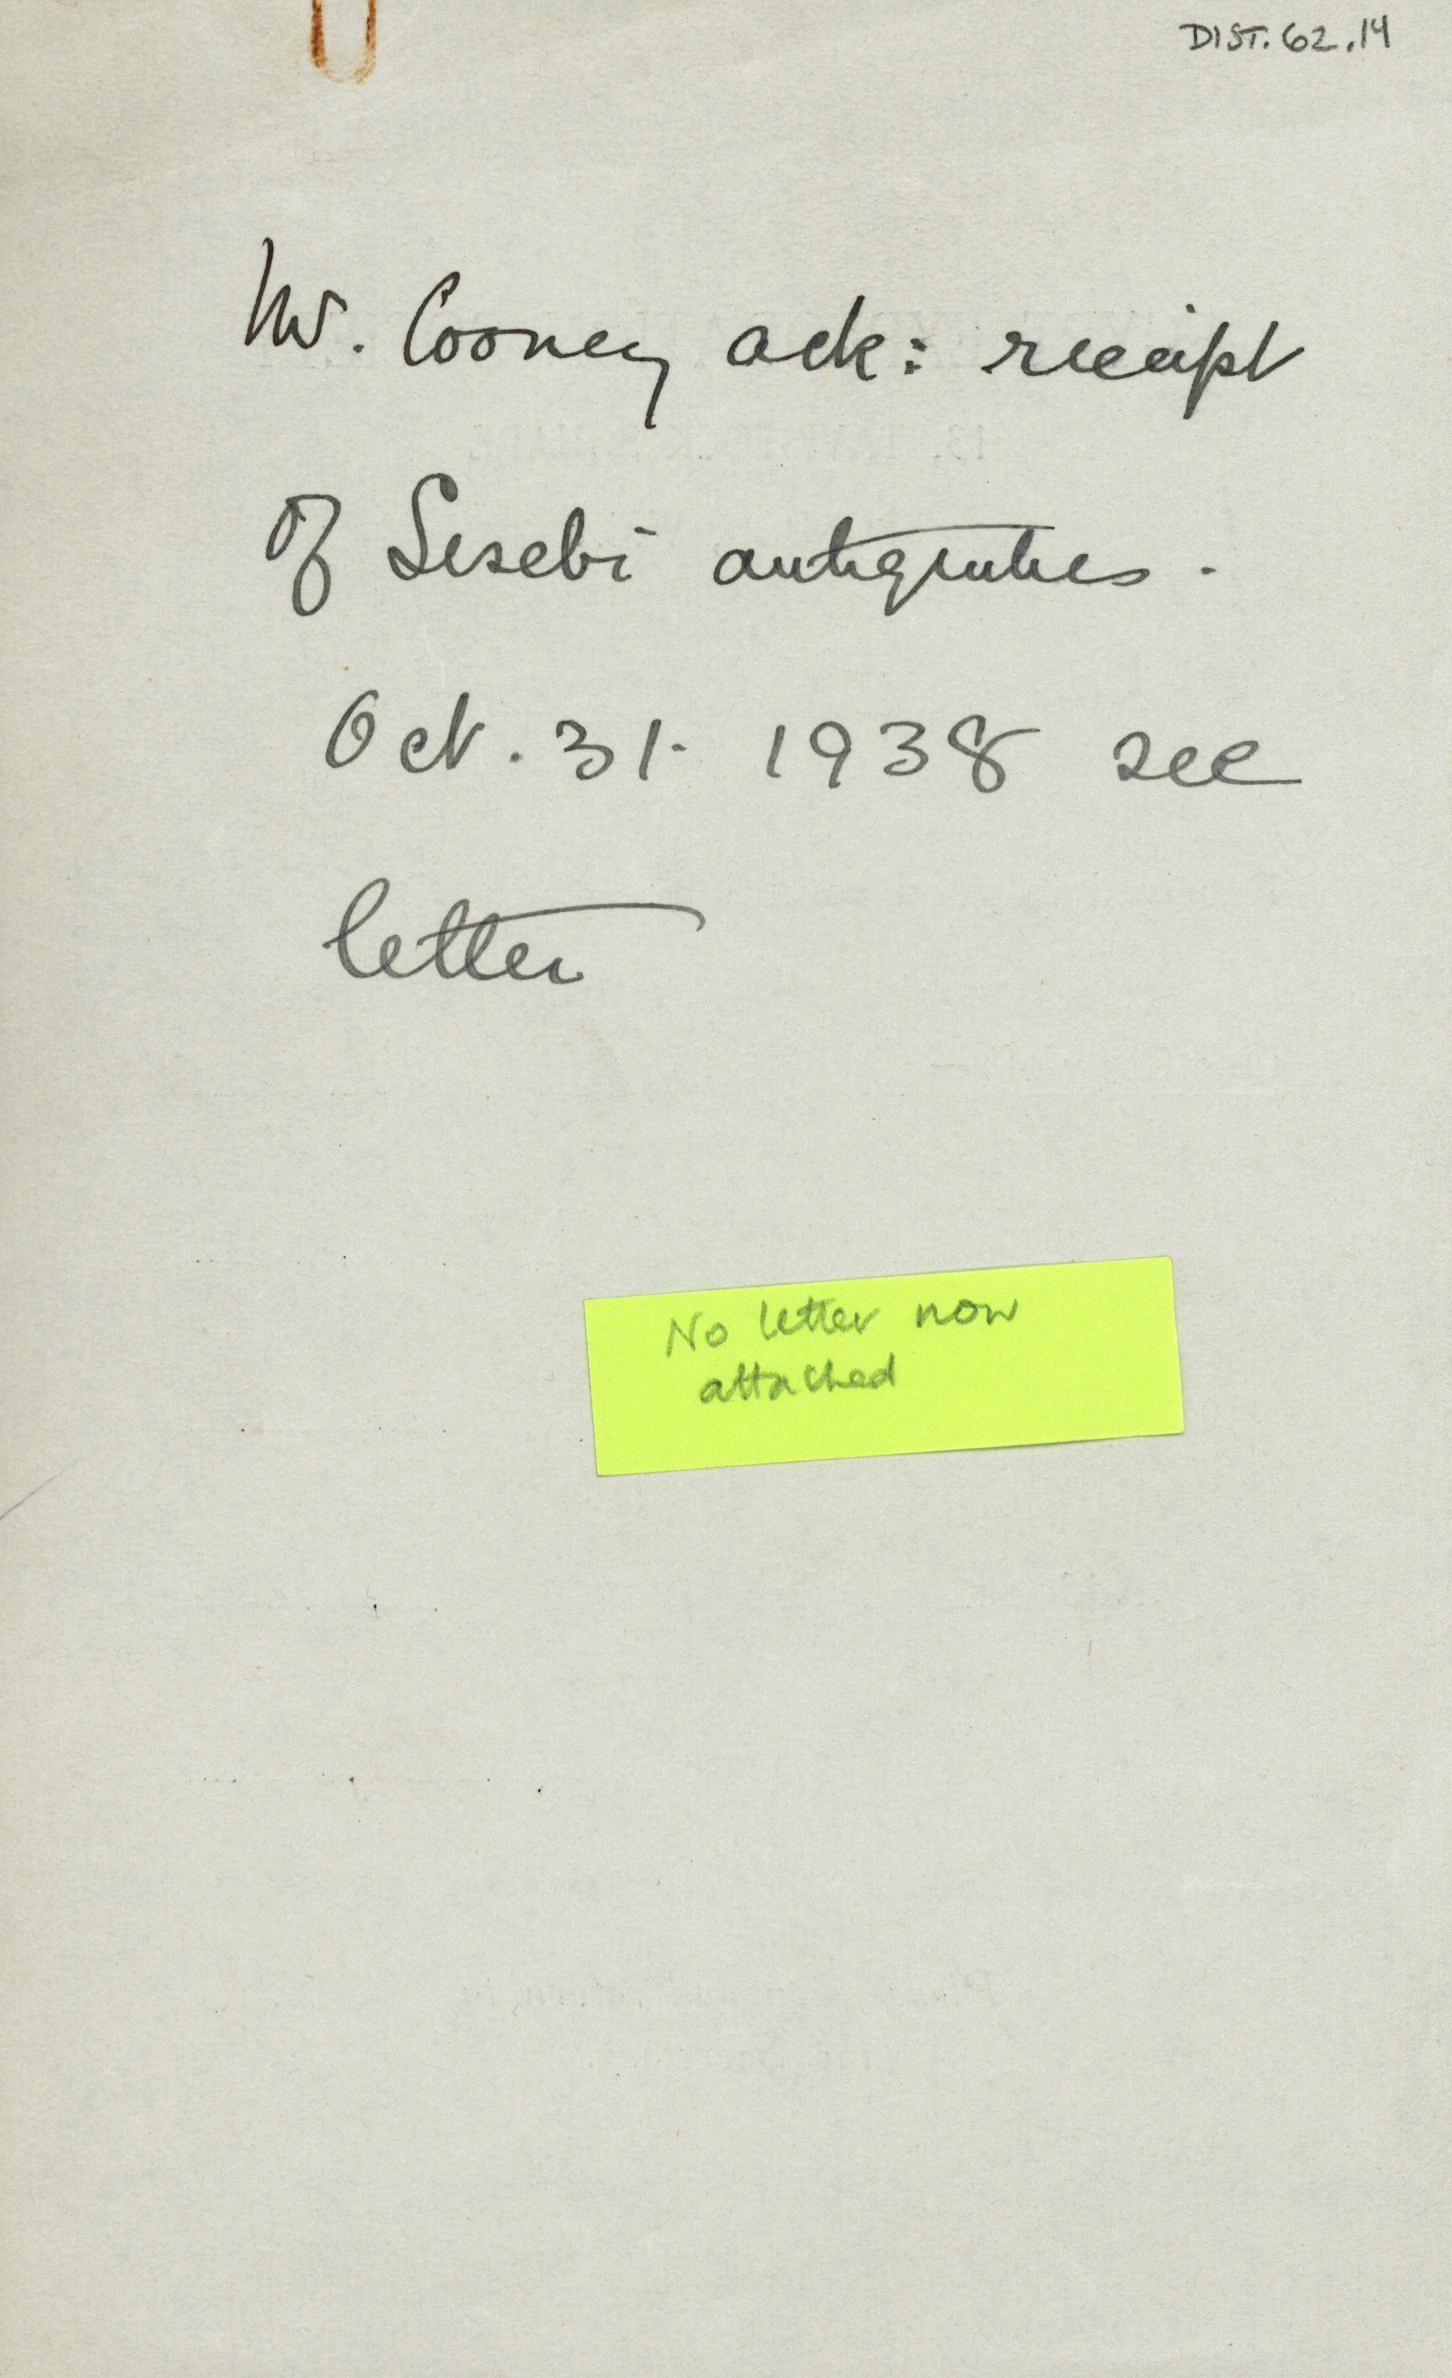 DIST. 62.14
Mr. Cooney ack: receipt
of Sesebi antiquities.
Oct. 31. 1938 see
letter
No letter now
attached